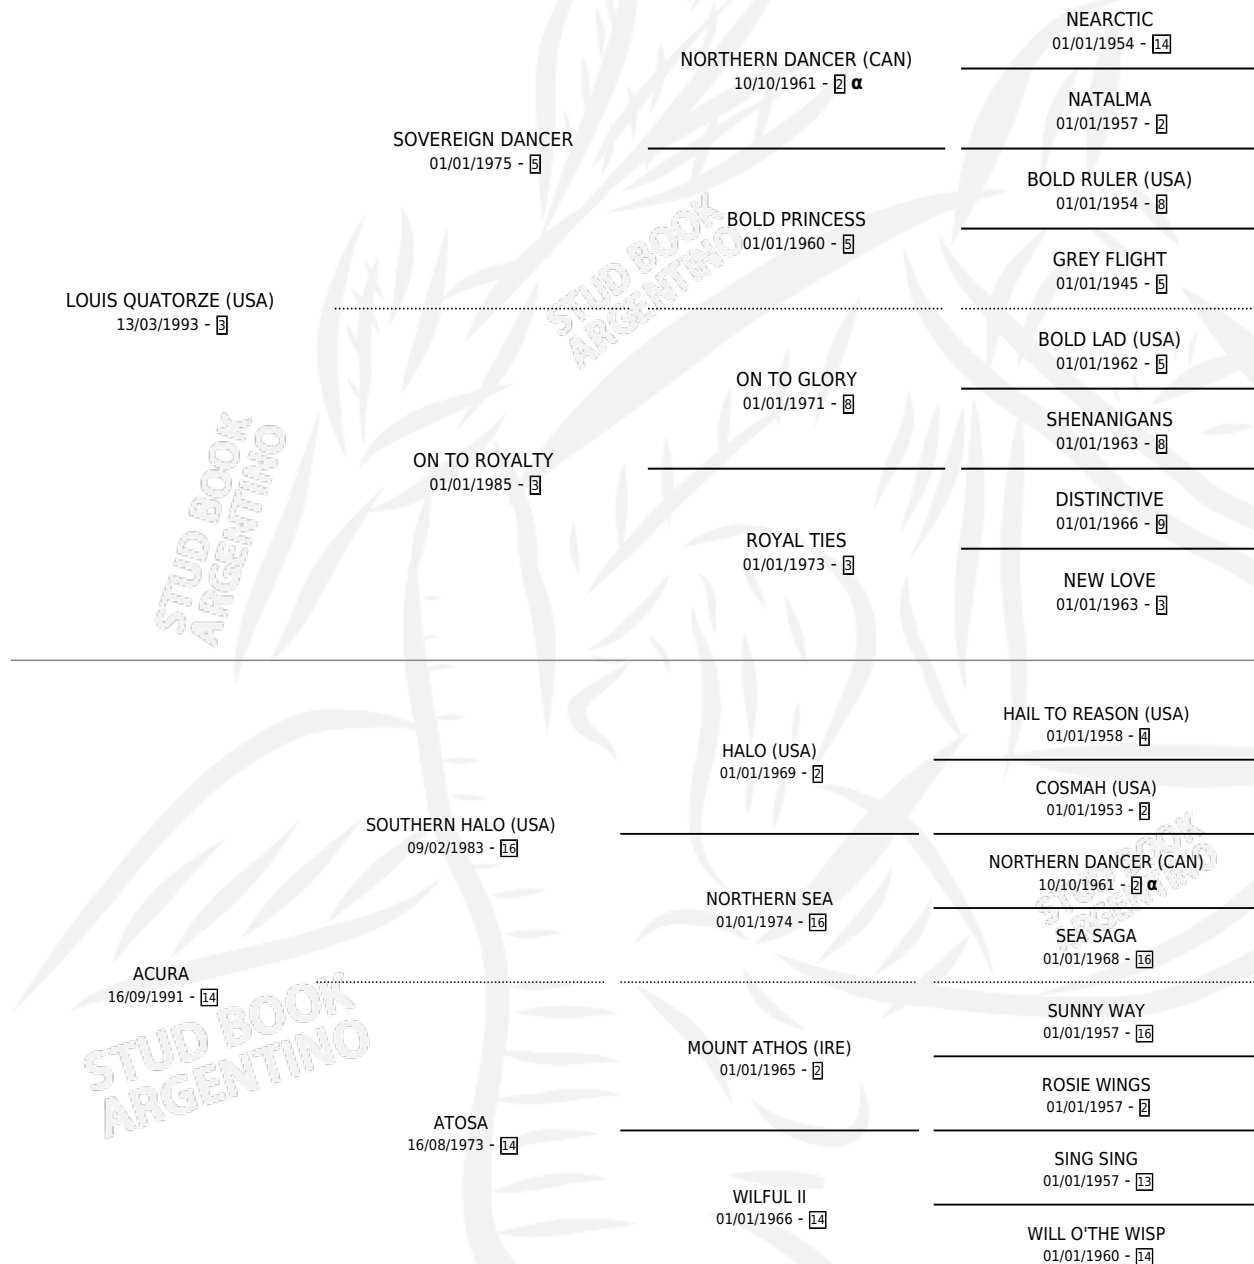 NEARCTIC
01/01/1954 - 14
NORTHERN DANCER (CAN)
10/10/1961 - 2 α
NATALMA
01/01/1957 - 2
SOVEREIGN DANCER
01/01/1975 - 5
BOLD RULER (USA)
01/01/1954 - 8
BOLD PRINCESS
01/01/1960 - 5
GREY FLIGHT
01/01/1945 - 5
LOUIS QUATORZE (USA)
13/03/1993 - 3
BOLD LAD (USA)
01/01/1962 - 5
ON TO GLORY
01/01/1971 - 8
SHENANIGANS
01/01/1963 - 8
ON TO ROYALTY
01/01/1985 - 3
DISTINCTIVE
01/01/1966 - 9
ROYAL TIES
01/01/1973 - 3
NEW LOVE
01/01/1963 - 3
HAIL TO REASON (USA)
01/01/1958 - 4
HALO (USA)
01/01/1969 - 2
COSMAH (USA)
01/01/1953 - 2
SOUTHERN HALO (USA)
09/02/1983 - 16
NORTHERN DANCER (CAN)
10/10/1961 - 2 α
NORTHERN SEA
01/01/1974 - 16
SEA SAGA
01/01/1968 - 16
ACURA
16/09/1991 - 14
SUNNY WAY
01/01/1957 - 16
MOUNT ATHOS (IRE)
01/01/1965 - 2
ROSIE WINGS
01/01/1957 - 2
ATOSA
16/08/1973 - 14
SING SING
01/01/1957 - 13
WILFUL II
01/01/1966 - 14
WILL O'THE WISP
01/01/1960 - 14
STUD BOOK
ARGENTINO
STUD BOOK
ARGENTINO
STUD BOOK
ARGENTINO
STUD BOOK
ARGENTINO